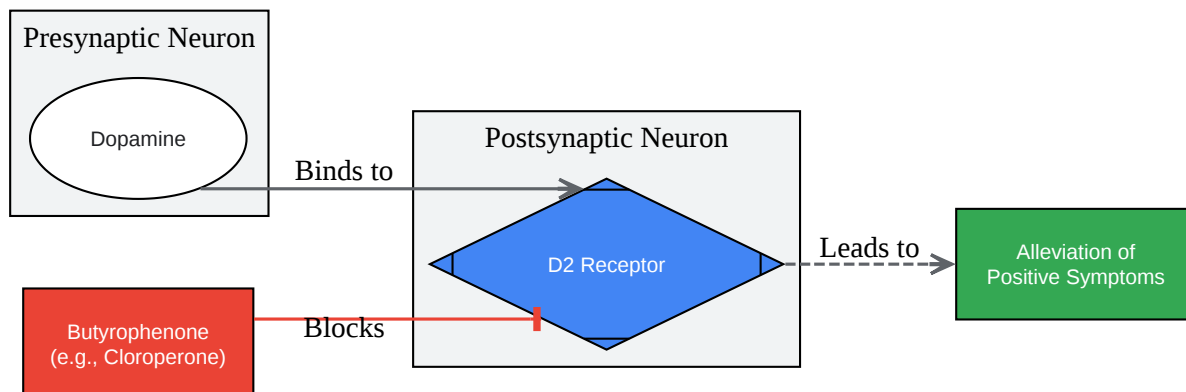 Presynaptic Neuron
Dopamine
Binds to
Postsynaptic Neuron
D2 Receptor
Leads to
Alleviation of
Positive Symptoms
Butyrophenone
(e.g., Cloroperone)
Blocks